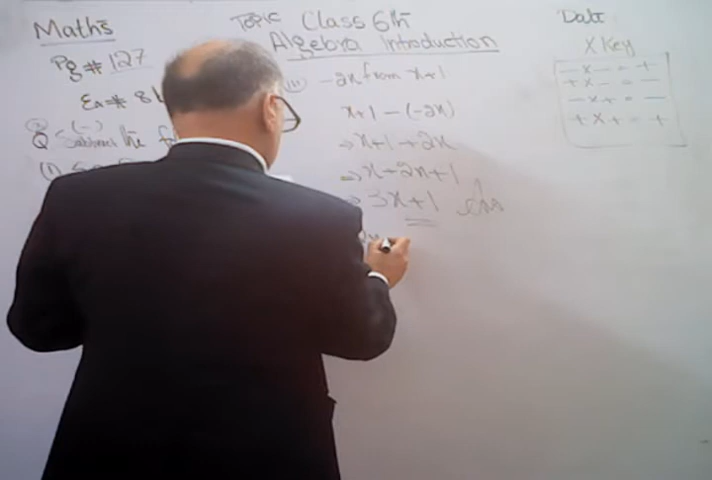 Maths
Topic Class 6th
Date
Algebra Introduction
Pg # 127
Ex # 8
Q Subtract the
(1)
(iii) -2x from x+1
x+1 - (-2x)
⇒ x+1 +2x
⇒ x+2x+1
⇒ 3x+1 Ans
X Key
- x - = +
+ x - = -
- x + = -
+ x + = +